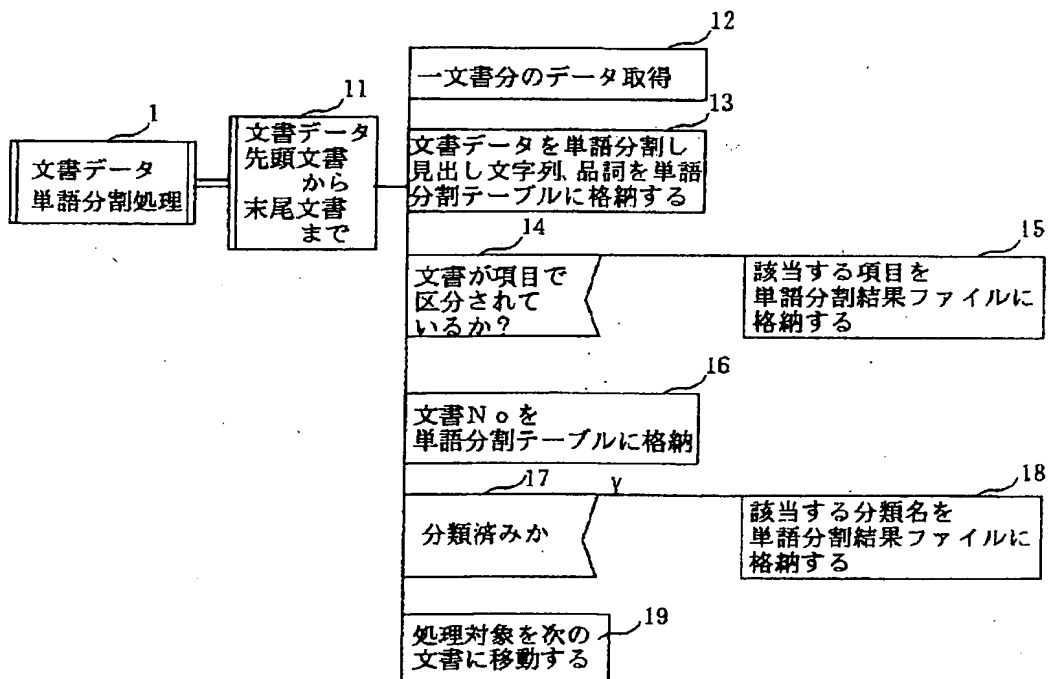 12
一文書分のデータ取得
11
13
1
文書データ
先頭文書
から
末尾文書
まで
文書データ
単語分割処理
文書データを単語分割し
見出し文字列、品詞を単語
分割テーブルに格納する
14
15
文書が項目で
区分されて
いるか？
該当する項目を
単語分割結果ファイルに
格納する
16
文書Ｎｏを
単語分割テーブルに格納
17
Y
18
分類済みか
該当する分類名を
単語分割結果ファイルに
格納する
19
処理対象を次の
文書に移動する